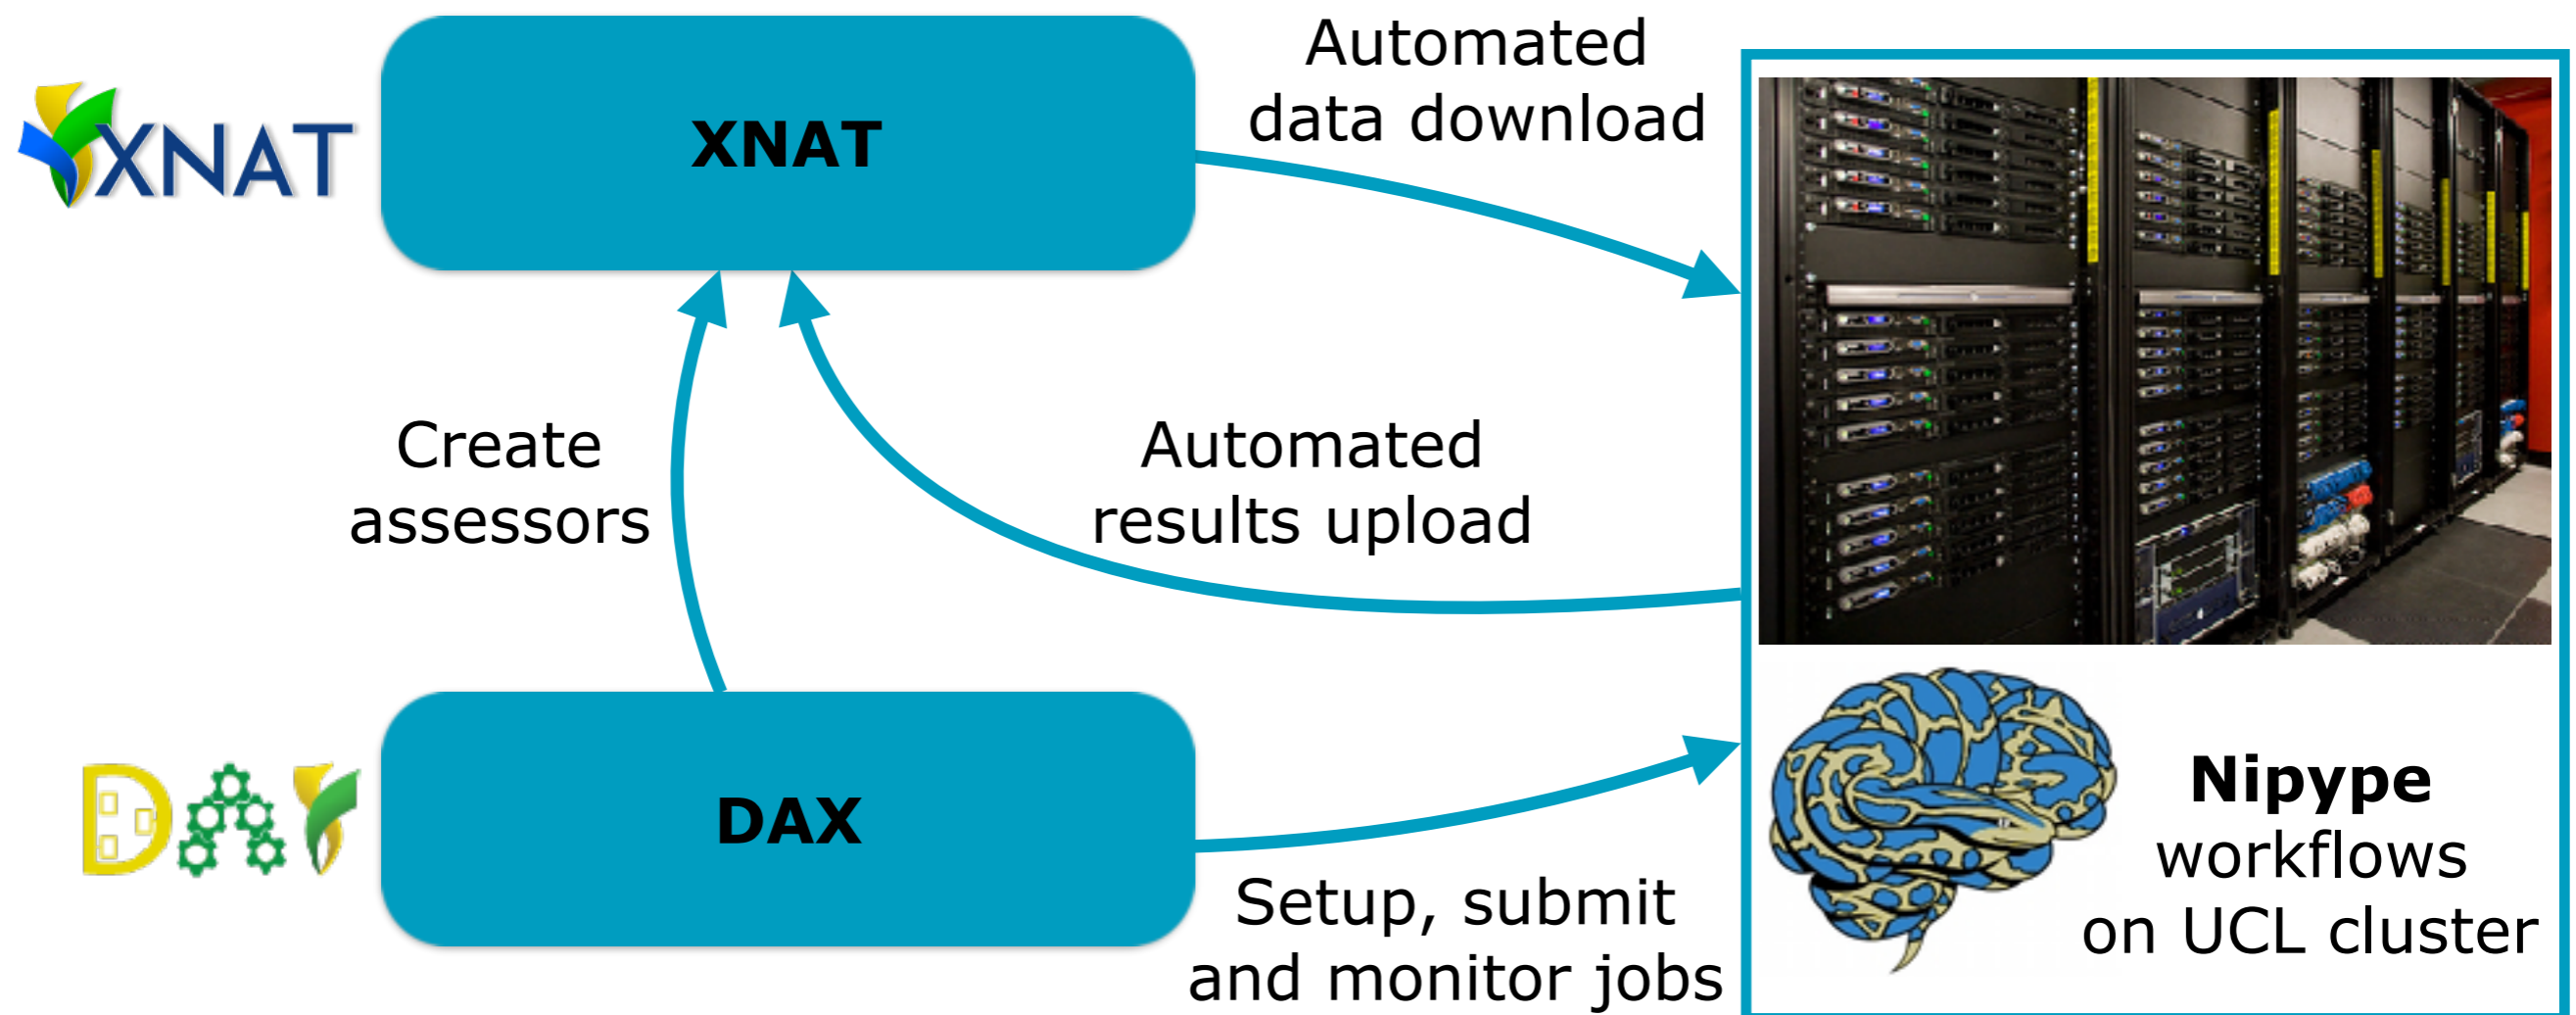 XNAT
XNAT
Automated
data download
Create
assessors
Automated
results upload
DAX
DAX
Setup, submit
and monitor jobs
Nipype
workflows
on UCL cluster